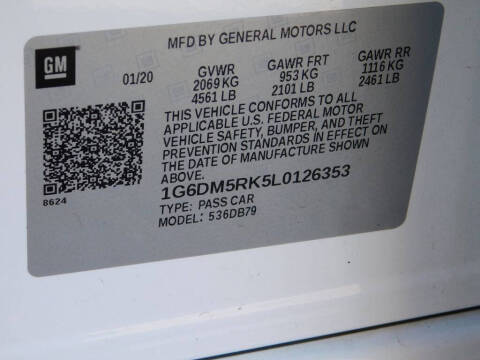 GM
MFD BY GENERAL MOTORS LLC
01/20 GVWR GAWR FRT GAWR RR
2069 KG 953 KG 1116 KG
4561 LB 2101 LB 2461 LB
THIS VEHICLE CONFORMS TO ALL
APPLICABLE U.S. FEDERAL MOTOR
VEHICLE SAFETY, BUMPER, AND THEFT
PREVENTION STANDARDS IN EFFECT ON
THE DATE OF MANUFACTURE SHOWN
ABOVE.
8624
1G6DM5RK5L0126353
TYPE: PASS CAR
MODEL: 536DB79